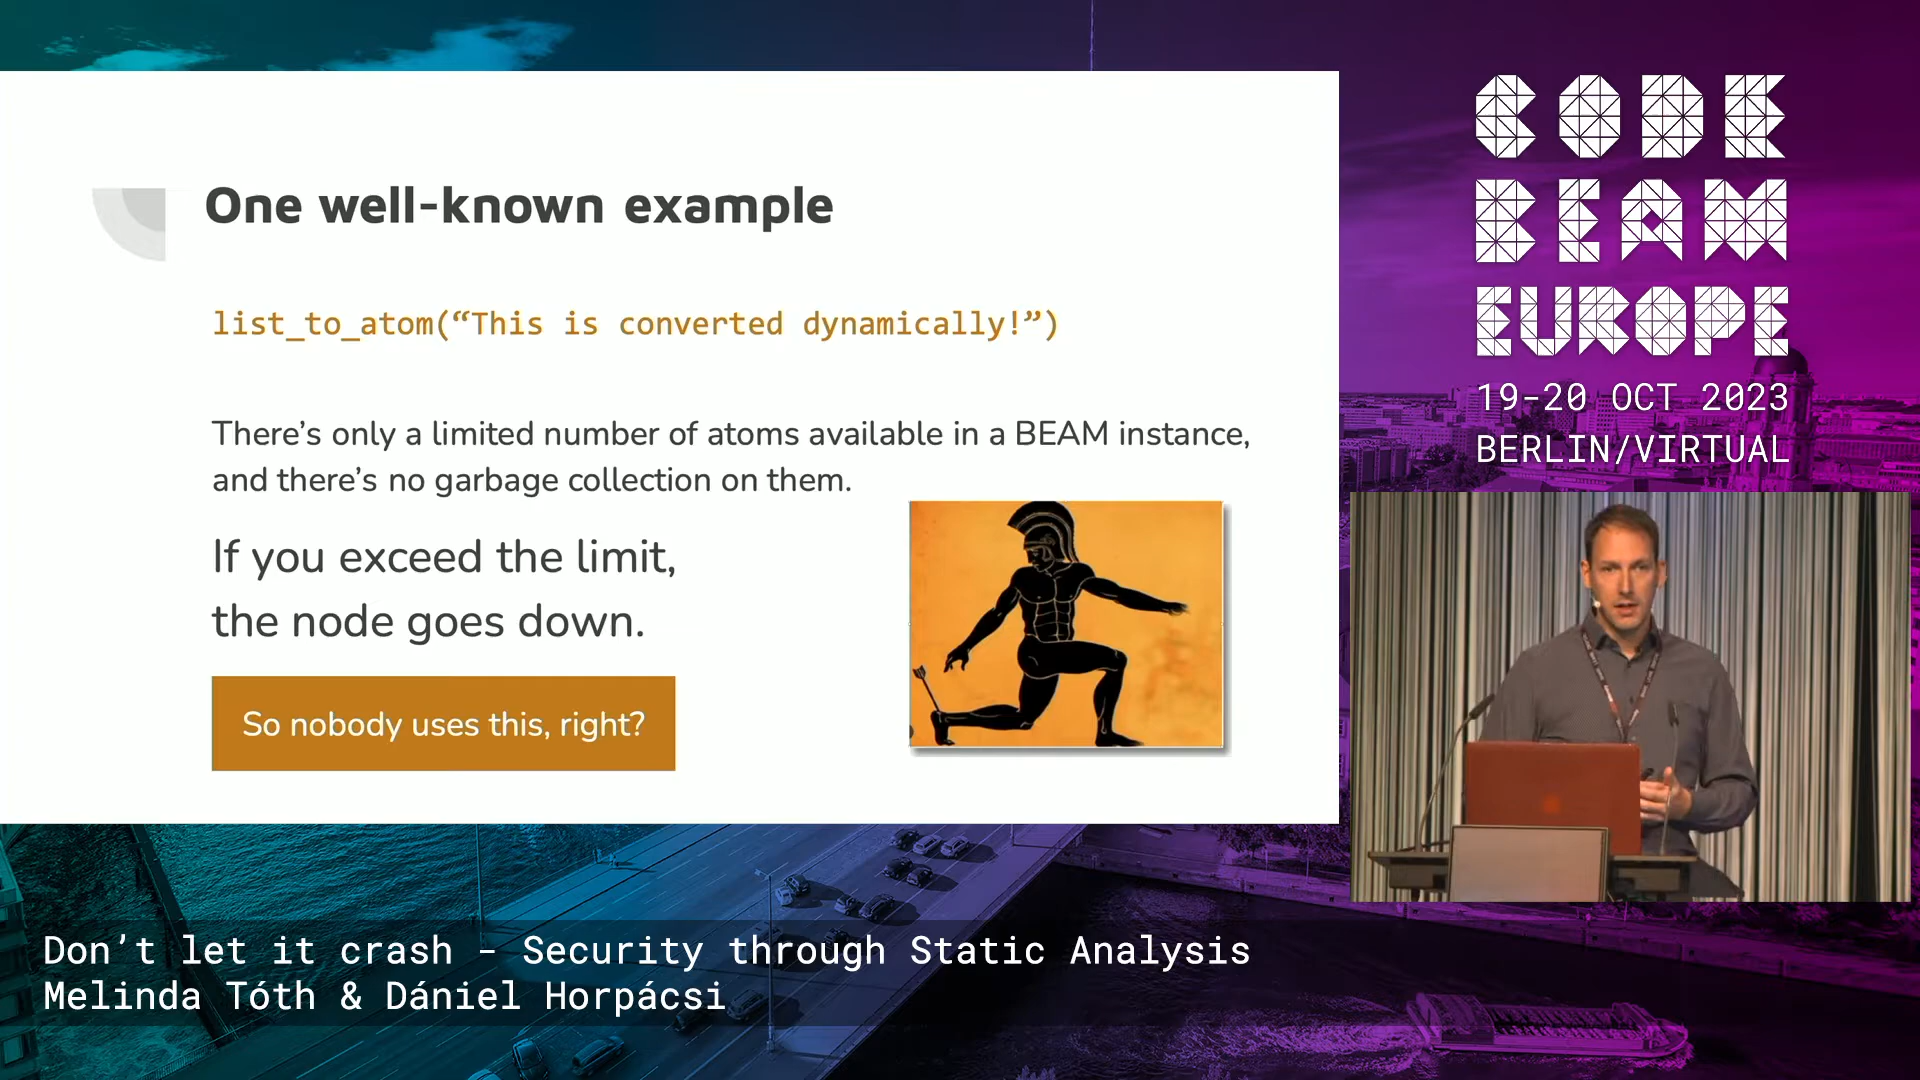 One well-known example
list_to_atom(“This is converted dynamically!”)
There’s only a limited number of atoms available in a BEAM instance,
and there’s no garbage collection on them.
If you exceed the limit,
the node goes down.
So nobody uses this, right?
CODE
BEAM
EUROPE
19-20 OCT 2023
BERLIN/VIRTUAL
Don’t let it crash - Security through Static Analysis
Melinda Tóth & Dániel Horpácsi